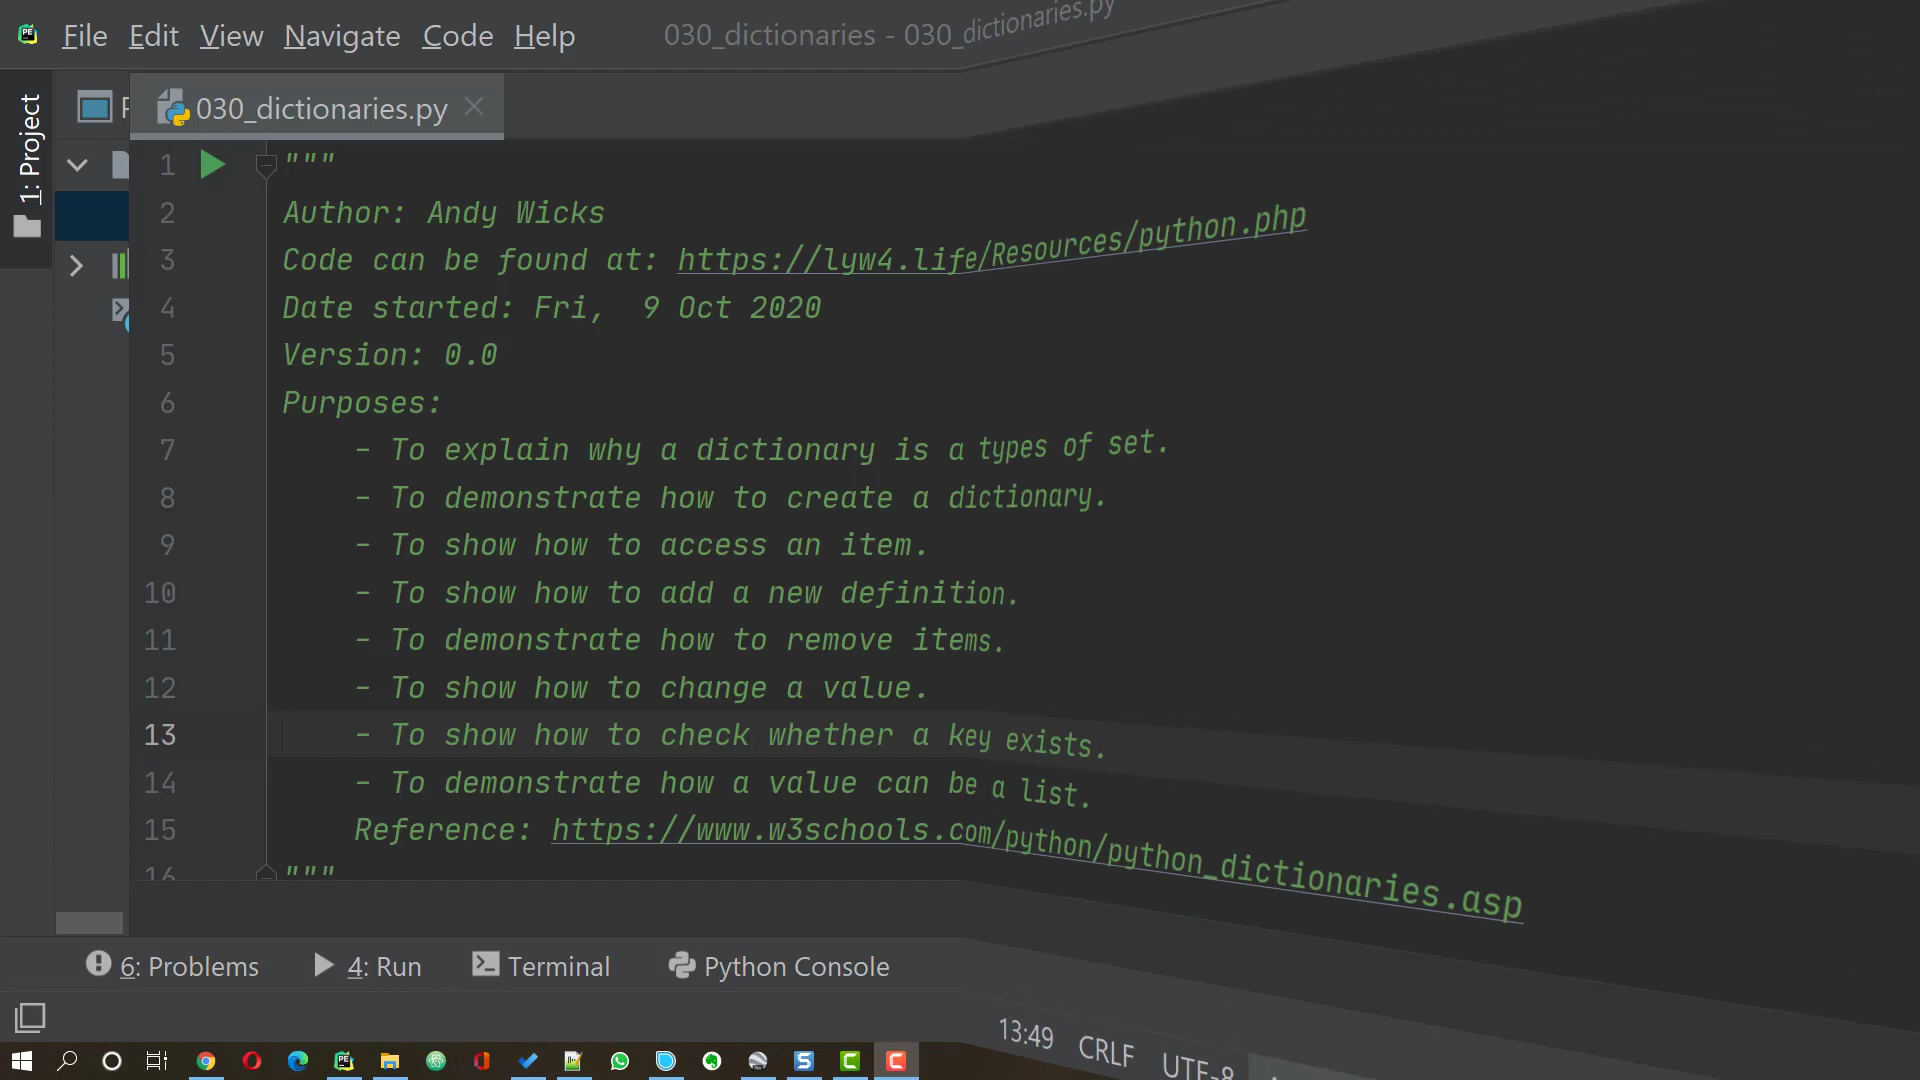 File Edit View Navigate Code Help 030_dictionaries - 030_dictionaries.py
1: Project
030_dictionaries.py
1 """
2 Author: Andy Wicks
3 Code can be found at: https://lyw4.life/Resources/python.php
4 Date started: Fri,  9 Oct 2020
5 Version: 0.0
6 Purposes:
7 - To explain why a dictionary is a types of set.
8 - To demonstrate how to create a dictionary.
9 - To show how to access an item.
10 - To show how to add a new definition.
11 - To demonstrate how to remove items.
12 - To show how to change a value.
13 - To show how to check whether a key exists.
14 - To demonstrate how a value can be a list.
15 Reference: https://www.w3schools.com/python/python_dictionaries.asp
16 """
6: Problems 4: Run Terminal Python Console
13:49 CRLF UTF-8